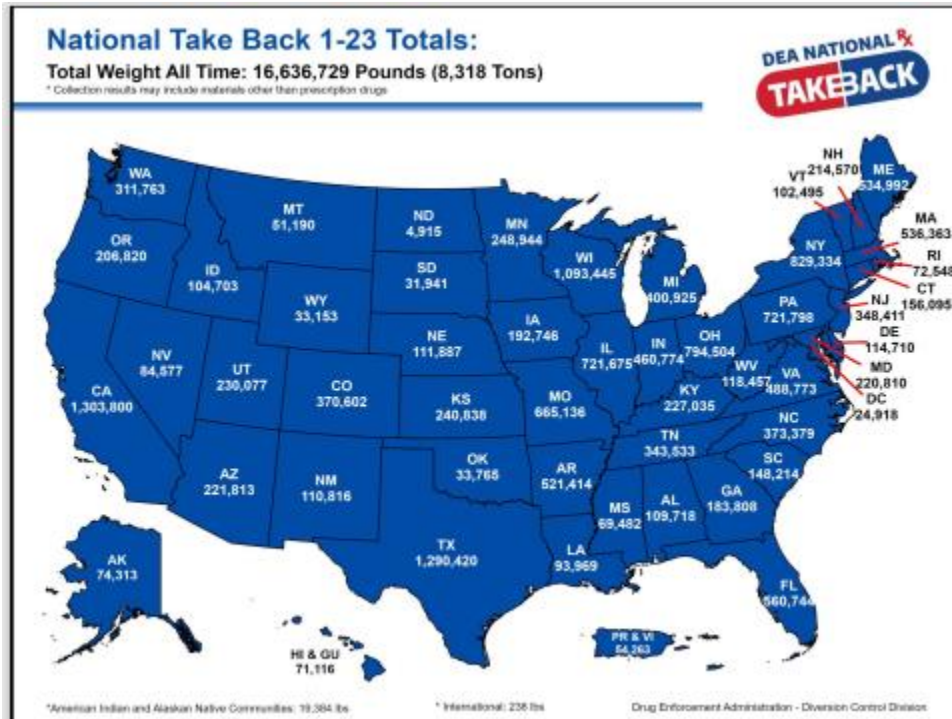 National Take Back 1-23 Totals:
Total Weight All Time: 16,636,729 Pounds (8,318 Tons)
* Collection results may include materials other than prescription drugs
DEA NATIONAL Rx
TAKEBACK
WA
311,763
OR
206,820
CA
1,303,800
ID
104,703
NV
84,577
MT
51,190
WY
33,153
UT
230,077
AZ
221,813
CO
370,602
NM
110,816
ND
4,915
SD
31,941
NE
111,887
KS
240,838
OK
33,765
TX
1,290,420
MN
248,944
IA
192,746
MO
665,136
AR
521,414
LA
93,969
WI
1,093,445
IL
721,675
MI
400,925
IN
460,774
OH
794,504
KY
227,035
TN
343,533
MS
69,482
AL
109,718
GA
183,808
FL
560,744
SC
148,214
NC
373,379
VA
488,773
WV
118,457
PA
721,798
NY
829,334
VT
102,495
NH
214,570
ME
534,992
MA
536,363
RI
72,548
CT
156,095
NJ
348,411
DE
114,710
MD
220,810
DC
24,918
AK
74,313
HI & GU
71,116
PR & VI
54,263
*American Indian and Alaskan Native Communities: 19,384 lbs
* International: 238 lbs
Drug Enforcement Administration - Diversion Control Division